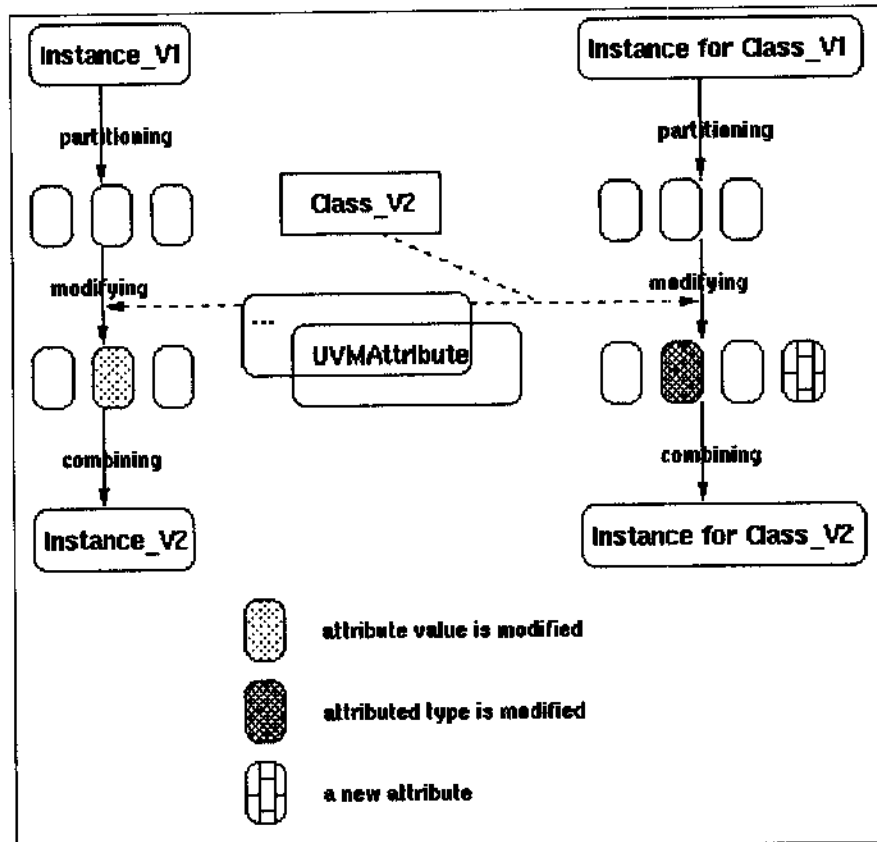 Instance_V1
Instance for Class_V1
partitioning
partitioning
Class_V2
modifying
modifying
...
UVMAttribute
combining
combining
Instance_V2
Instance for Class_V2
attribute value is modified
attributed type is modified
a new attribute